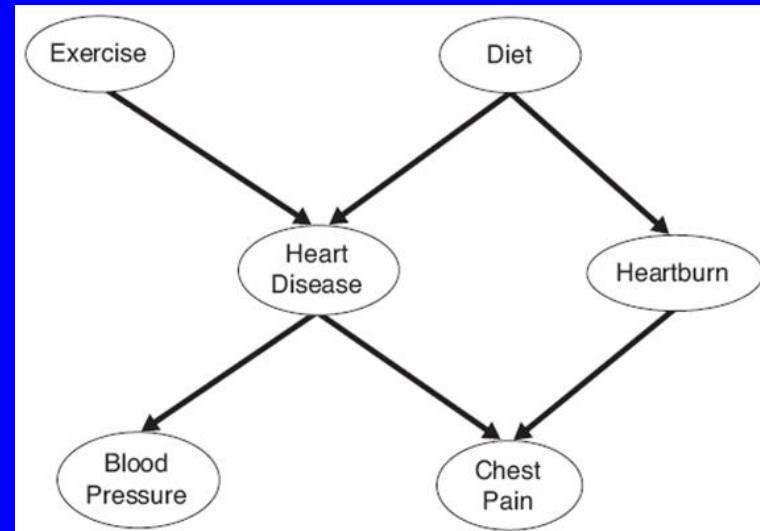 Exercise
Diet
Heart
Disease
Heartburn
Blood
Pressure
Chest
Pain